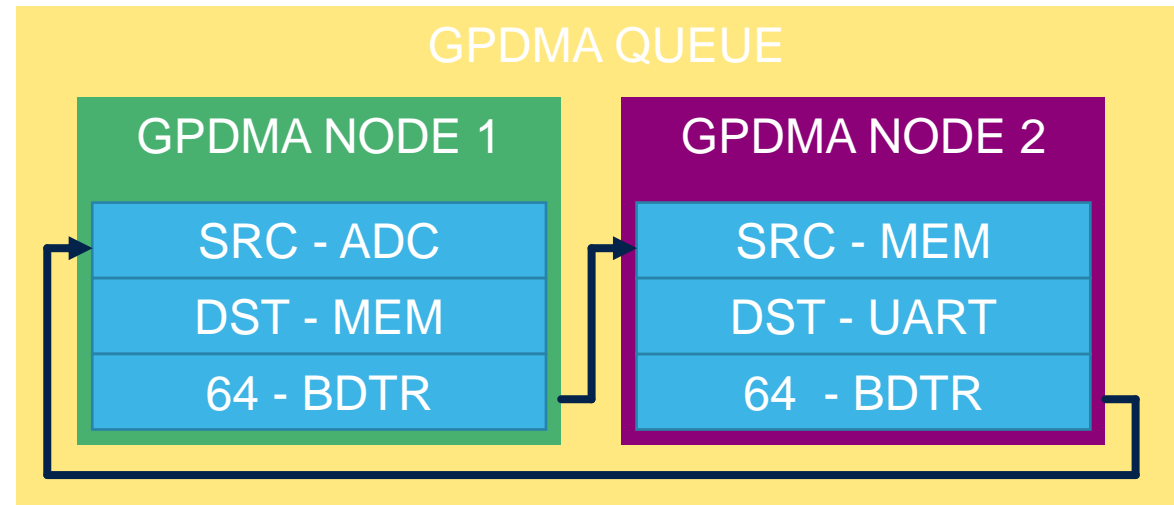 GPDMA QUEUE
GPDMA NODE 1
SRC - ADC
DST - MEM
64 - BDTR
GPDMA NODE 2
SRC - MEM
DST - UART
64 - BDTR